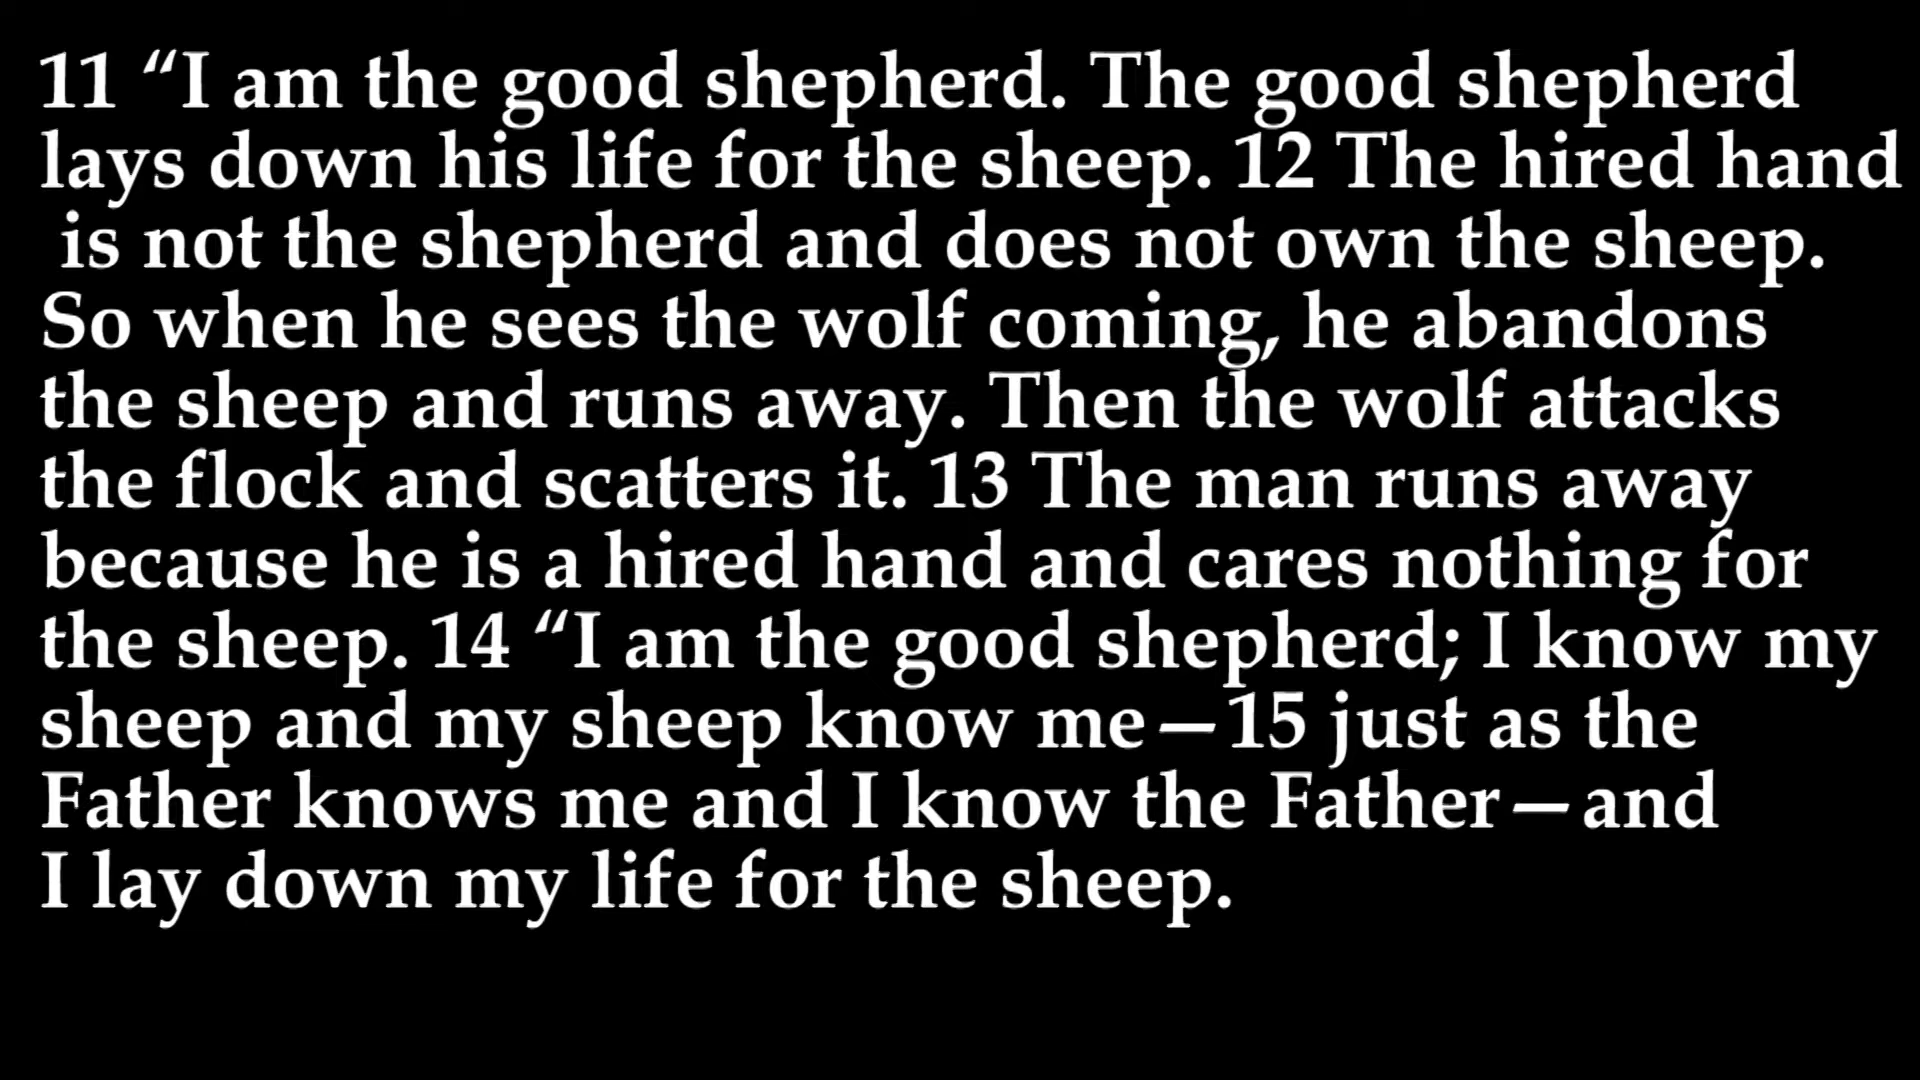 11 “I am the good shepherd. The good shepherd
lays down his life for the sheep. 12 The hired hand
is not the shepherd and does not own the sheep.
So when he sees the wolf coming, he abandons
the sheep and runs away. Then the wolf attacks
the flock and scatters it. 13 The man runs away
because he is a hired hand and cares nothing for
the sheep. 14 “I am the good shepherd; I know my
sheep and my sheep know me—15 just as the
Father knows me and I know the Father—and
I lay down my life for the sheep.